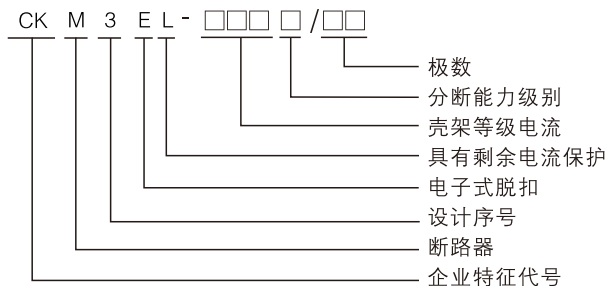 CK M 3 E L - □□□ □ / □□
极数
分断能力级别
壳架等级电流
具有剩余电流保护
电子式脱扣
设计序号
断路器
企业特征代号